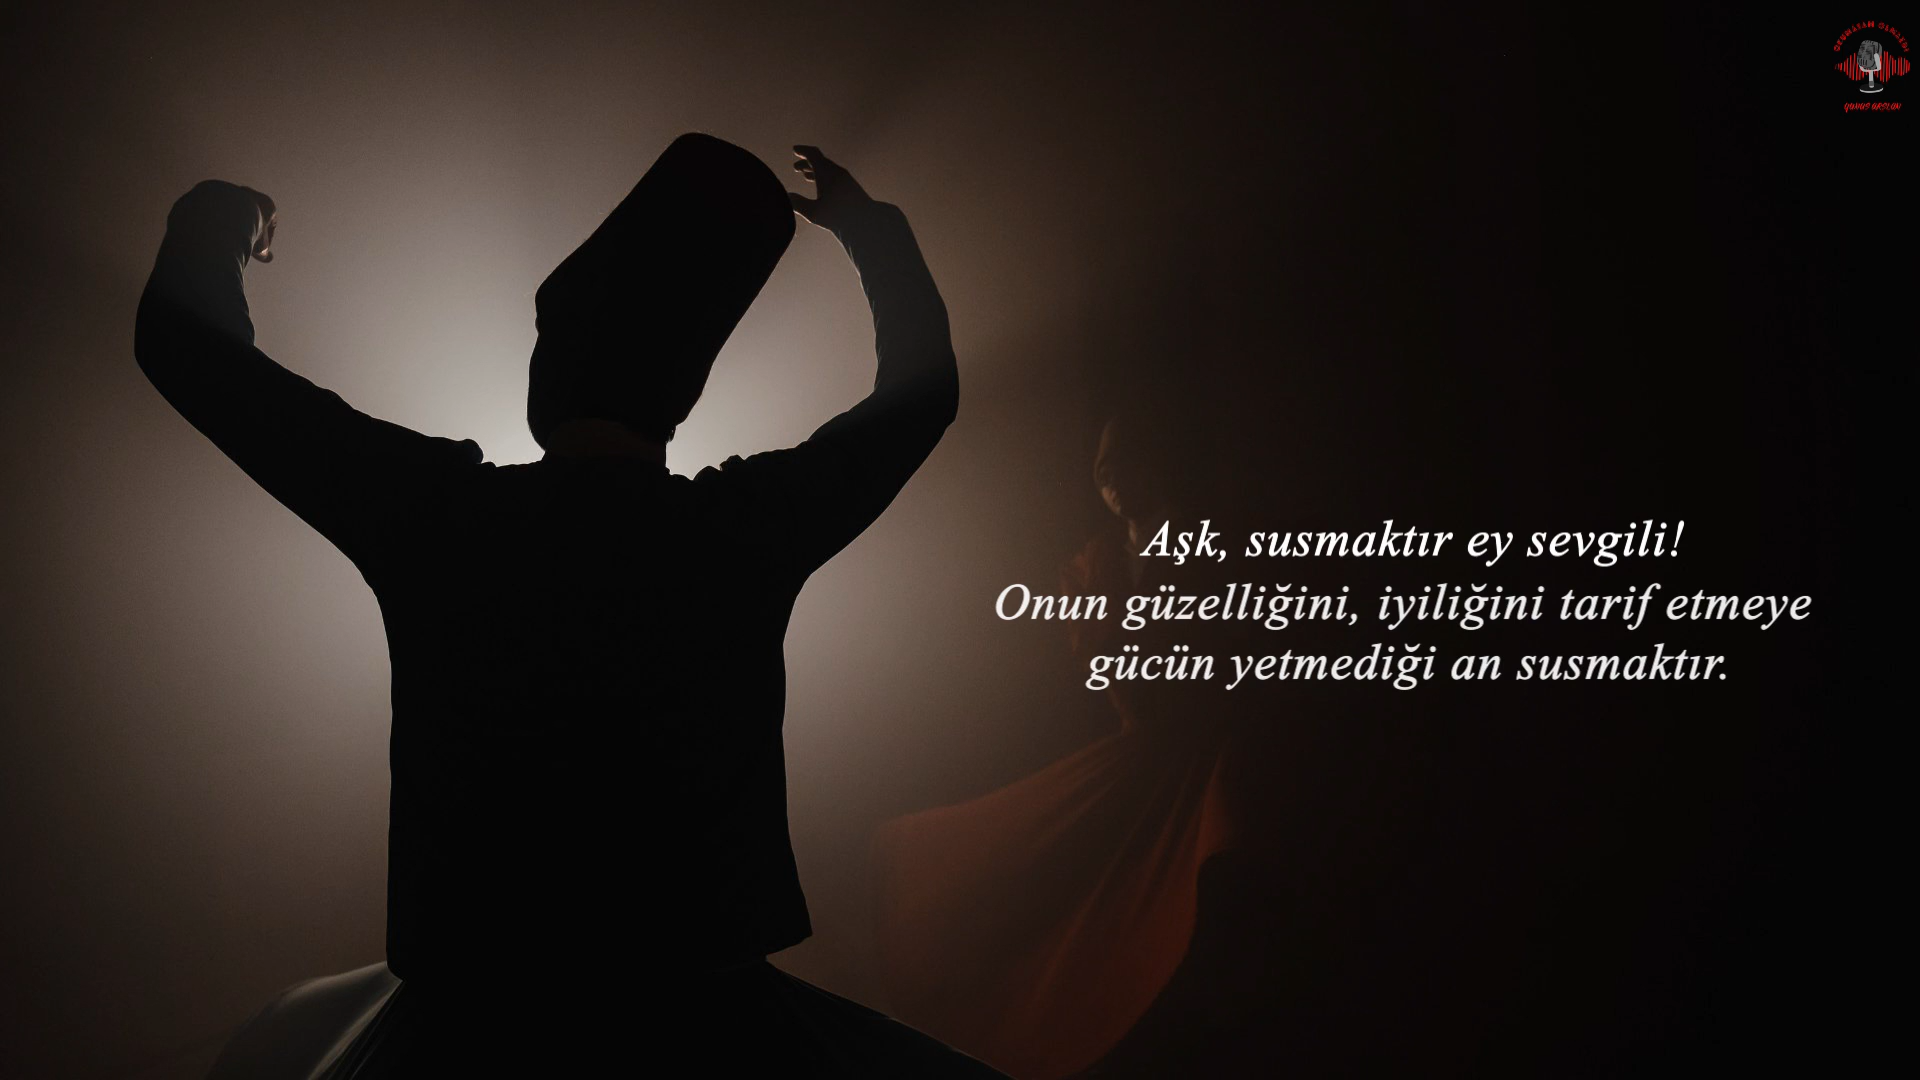 Aşk, susmaktır ey sevgili!
Onun güzelliğini, iyiliğini tarif etmeye
gücün yetmediği an susmaktır.